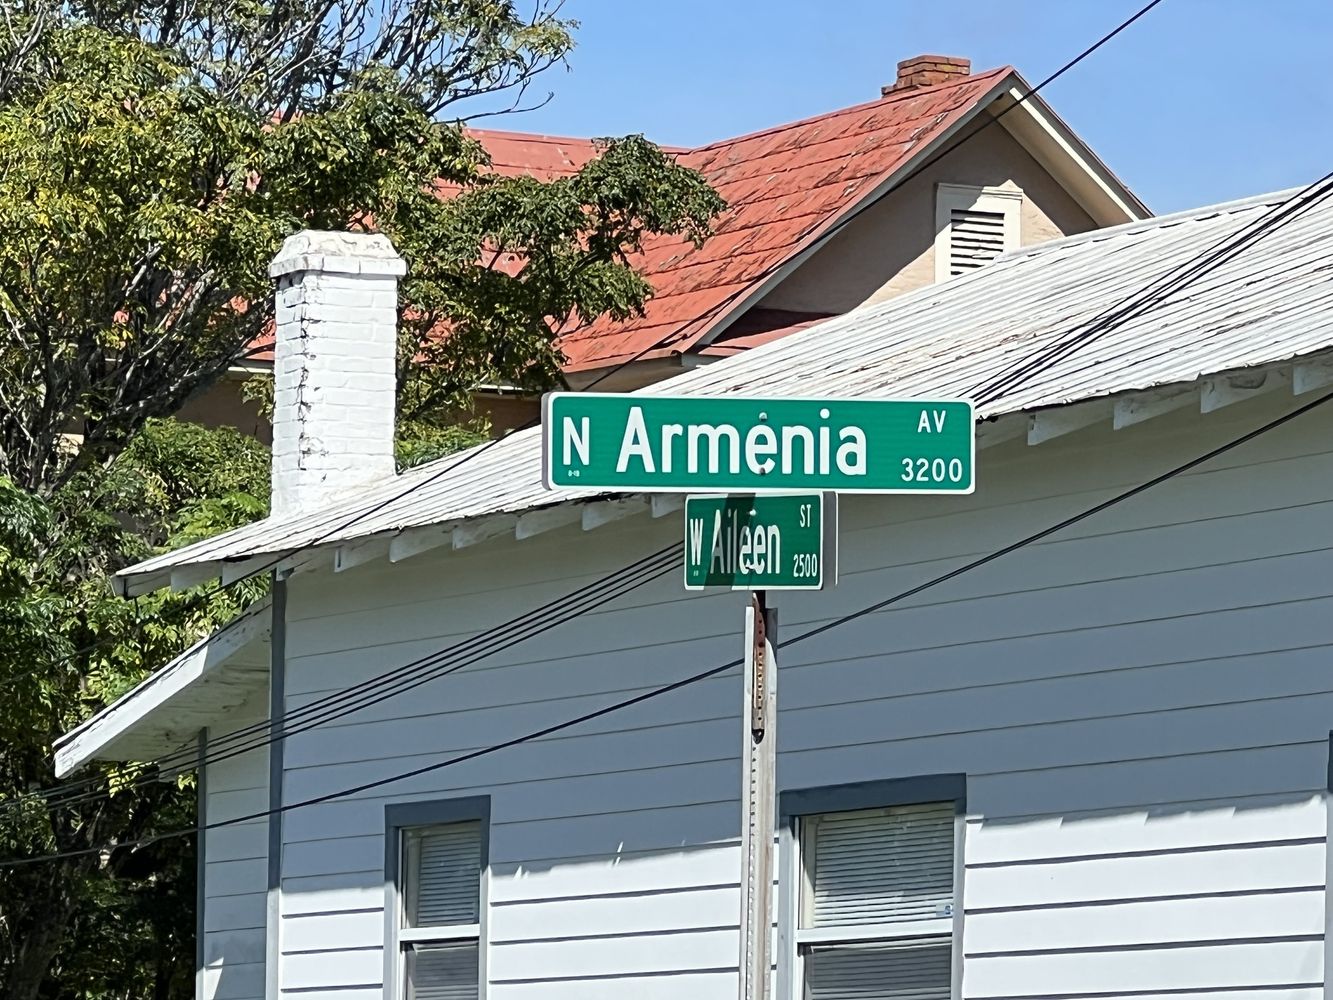 N Armenia AV
3200
W Aileen ST
2500